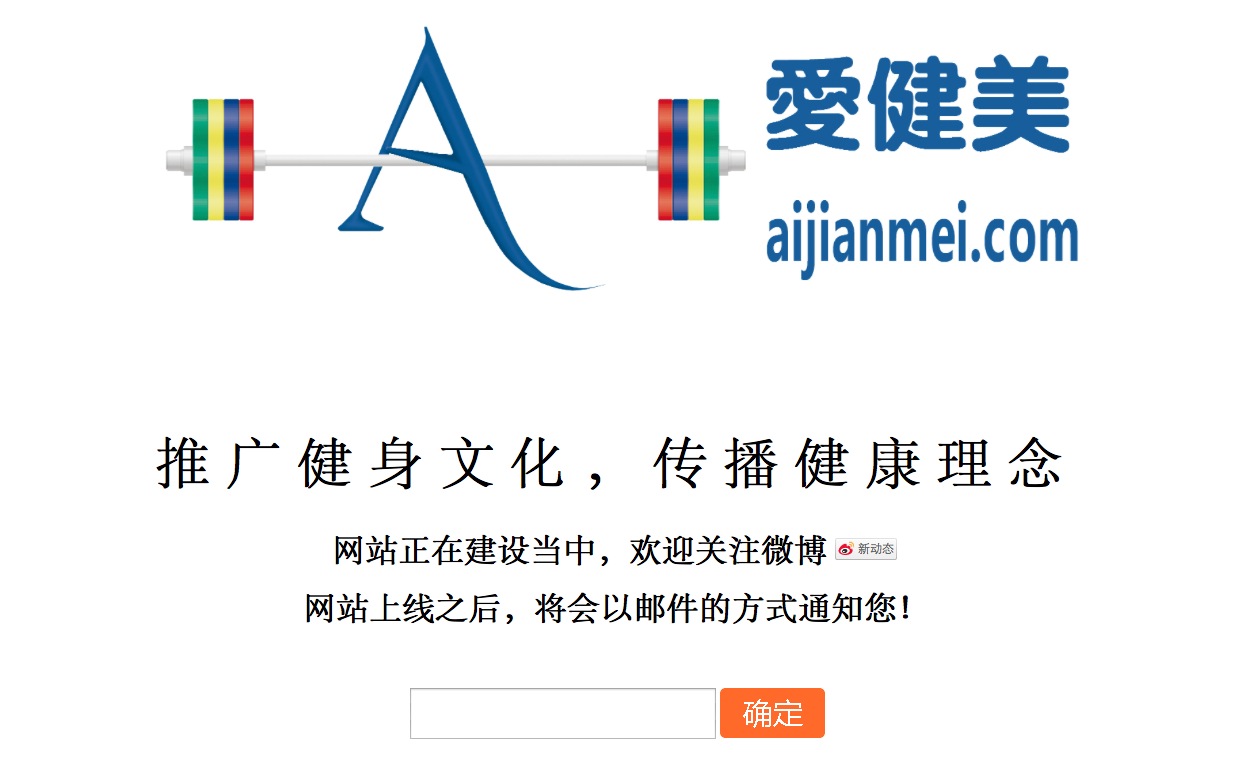 A
愛健美
aijianmei.com
推广健身文化，传播健康理念
网站正在建设当中，欢迎关注微博 新动态
网站上线之后，将会以邮件的方式通知您！
确定